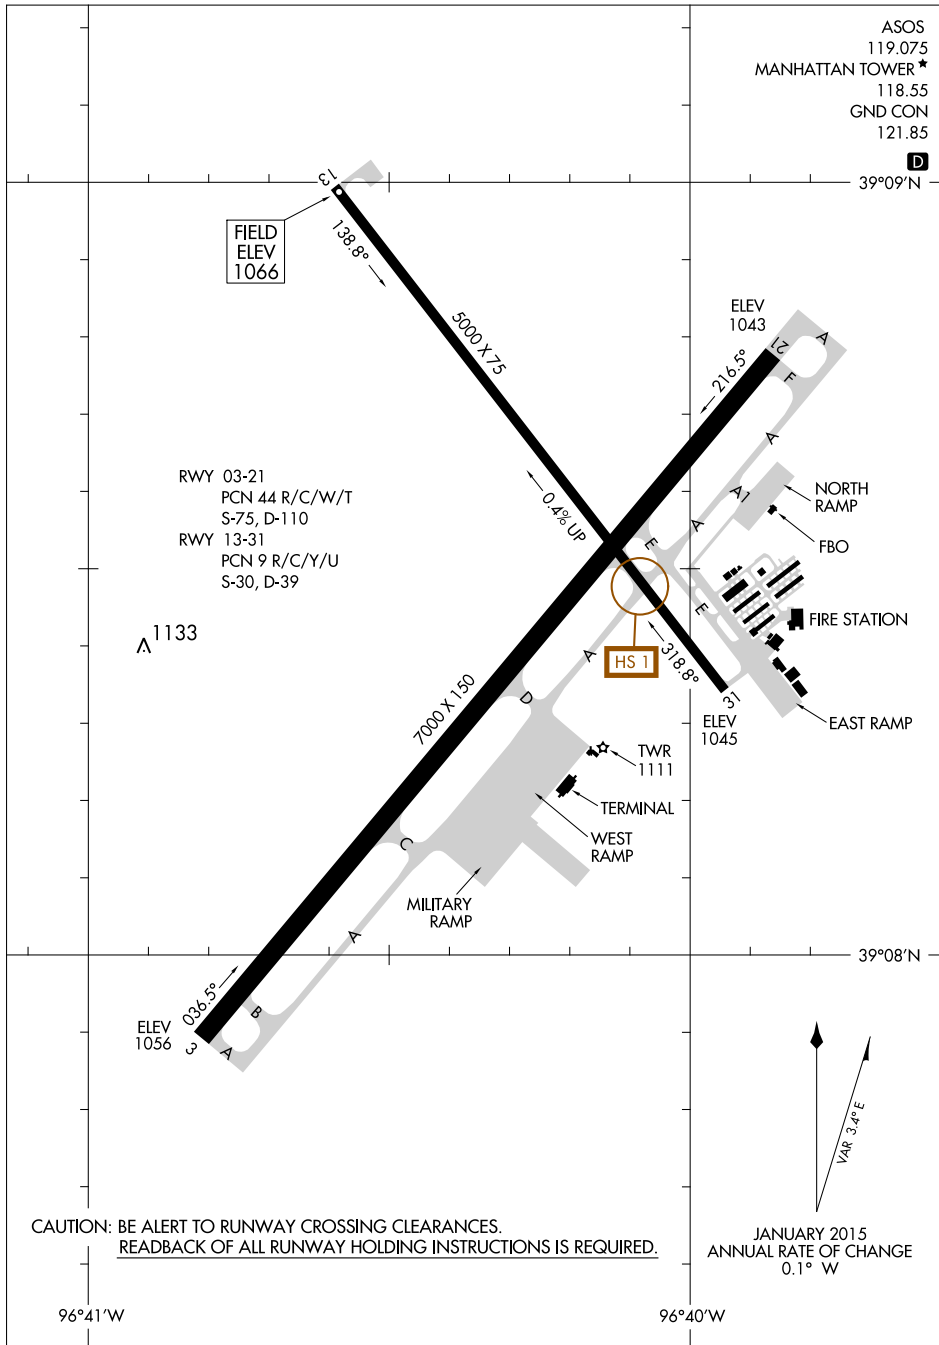 ASOS
119.075
MANHATTAN TOWER★
118.55
GND CON
121.85
D
39°09'N
13
FIELD
ELEV
1066
138.8°
5000 X 75
ELEV
1043
21
A
216.5°
F
A
RWY 03-21
PCN 44 R/C/W/T
S-75, D-110
RWY 13-31
PCN 9 R/C/Y/U
S-30, D-39
0.4% UP
A1
NORTH
RAMP
A
FBO
E
E
FIRE STATION
1133
HS 1
A
318.8°
31
ELEV
1045
EAST RAMP
D
7000 X 150
TWR
1111
TERMINAL
WEST
RAMP
C
MILITARY
RAMP
A
39°08'N
036.5°
B
ELEV
1056
3
A
VAR 3.4° E
CAUTION: BE ALERT TO RUNWAY CROSSING CLEARANCES.
READBACK OF ALL RUNWAY HOLDING INSTRUCTIONS IS REQUIRED.
JANUARY 2015
ANNUAL RATE OF CHANGE
0.1° W
96°41'W
96°40'W